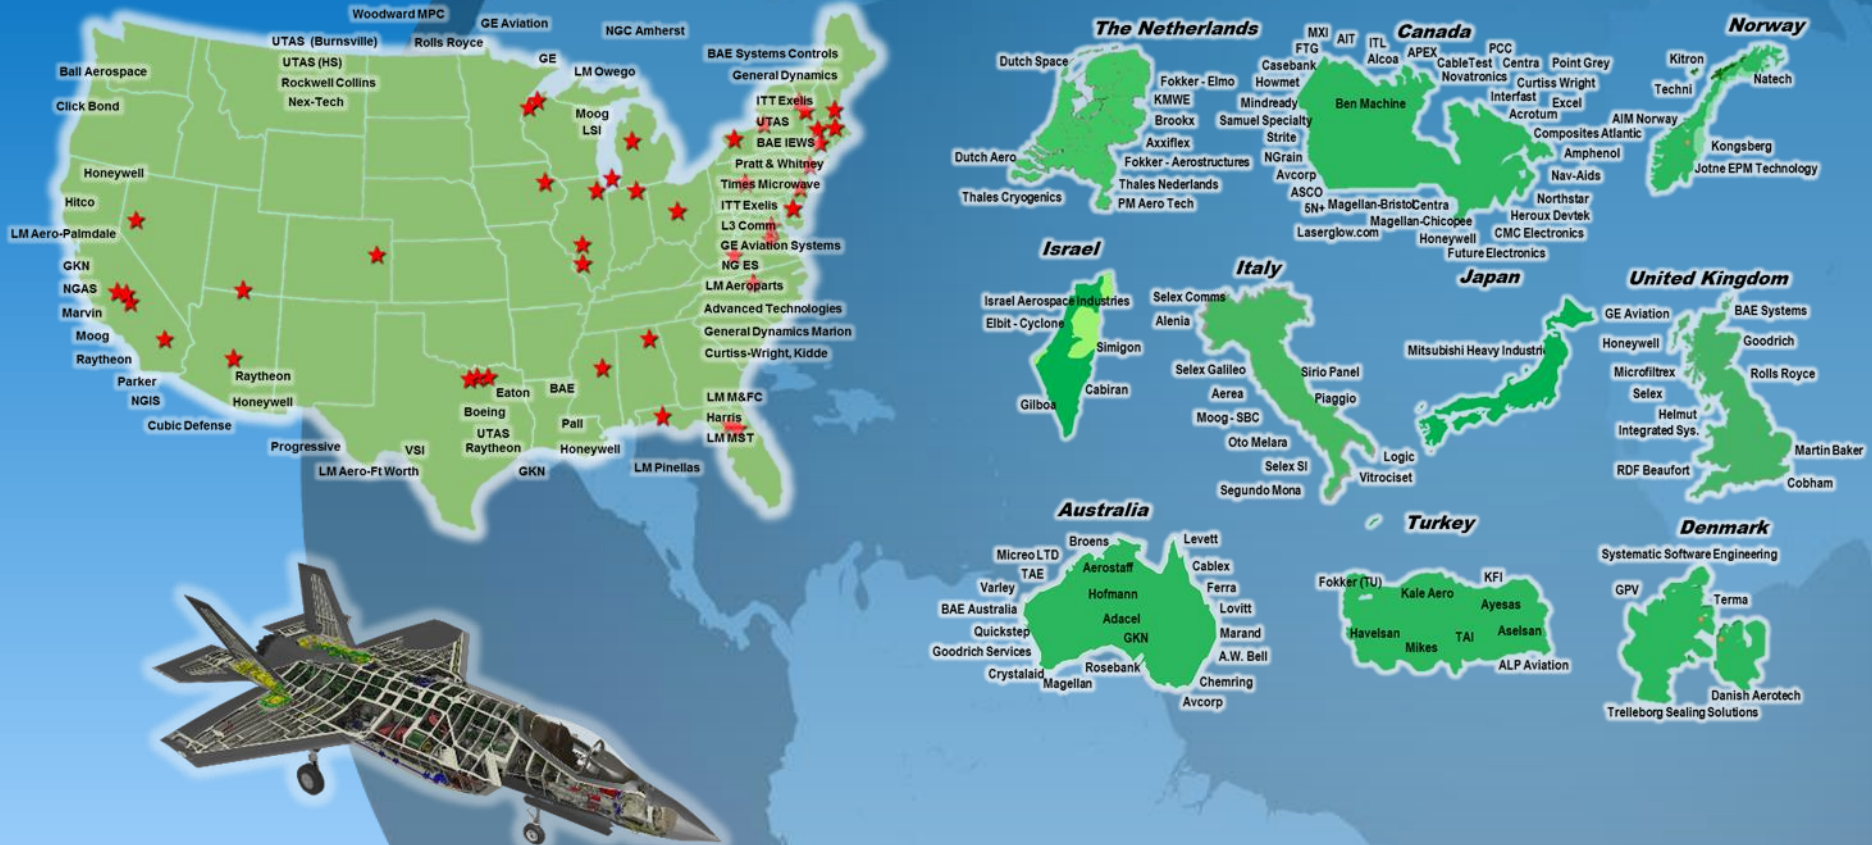 Woodward MPC
GE Aviation
NGC Amherst
UTAS (Burnsville)
Rolls Royce
BAE Systems Controls
UTAS (HS)
GE
LM Owego
General Dynamics
Ball Aerospace
Rockwell Collins
Click Bond
Nex-Tech
ITT Exelis
Moog
UTAS
LSI
BAE IEWS
Pratt & Whitney
Honeywell
Times Microwave
Hitco
ITT Exelis
LM Aero-Palmdale
L3 Comm
GE Aviation Systems
GKN
NG ES
NGAS
LM Aeroparts
Marvin
Advanced Technologies
Moog
General Dynamics Marion
Raytheon
Curtiss-Wright, Kidde
Parker
Raytheon
NGIS
Honeywell
Eaton
BAE
LM M&FC
Cubic Defense
Boeing
Pall
Harris
UTAS
LM MST
Progressive
VSI
Raytheon
Honeywell
LM Aero-Ft Worth
GKN
LM Pinellas
The Netherlands
Dutch Space
Fokker - Elmo
KMWE
Brookx
Axxiflex
Dutch Aero
Fokker - Aerostructures
Thales Nederlands
Thales Cryogenics
PM Aero Tech
Canada
MXI
AIT
ITL
FTG
Alcoa
APEX
PCC
Casebank
CableTest
Centra
Point Grey
Howmet
Novatronics
Curtiss Wright
Mindready
Ben Machine
Interfast
Excel
Samuel Specialty
Acrotum
Strite
Composites Atlantic
NGrain
Amphenol
Avcorp
Nav-Aids
ASCO
Northstar
5N+
Magellan-Bristol
Centra
Heroux Devtek
Magellan-Chicopee
Laserglow.com
Honeywell
CMC Electronics
Future Electronics
Norway
Kitron
Natech
Techni
AIM Norway
Kongsberg
Jotne EPM Technology
Israel
Israel Aerospace Industries
Elbit - Cyclone
Simigon
Cabiran
Gilboa
Italy
Selex Comms
Alenia
Selex Galileo
Sirio Panel
Aerea
Piaggio
Moog - SBC
Oto Melara
Logic
Selex SI
Vitrociset
Segundo Mona
Japan
Mitsubishi Heavy Industri
United Kingdom
GE Aviation
BAE Systems
Honeywell
Goodrich
Microfiltrex
Rolls Royce
Selex
Helmut
Integrated Sys.
Martin Baker
RDF Beaufort
Cobham
Australia
Broens
Levett
Micreo LTD
Aerostaff
Cablex
TAE
Varley
Hofmann
Ferra
BAE Australia
Adacel
Lovitt
Quickstep
GKN
Marand
Goodrich Services
A.W. Bell
Crystalaid
Rosebank
Magellan
Chemring
Avcorp
Turkey
Fokker (TU)
Kale Aero
KFI
Ayesas
Havelsan
TAI
Aselsan
Mikes
ALP Aviation
Denmark
Systematic Software Engineering
GPV
Terma
Danish Aerotech
Trelleborg Sealing Solutions